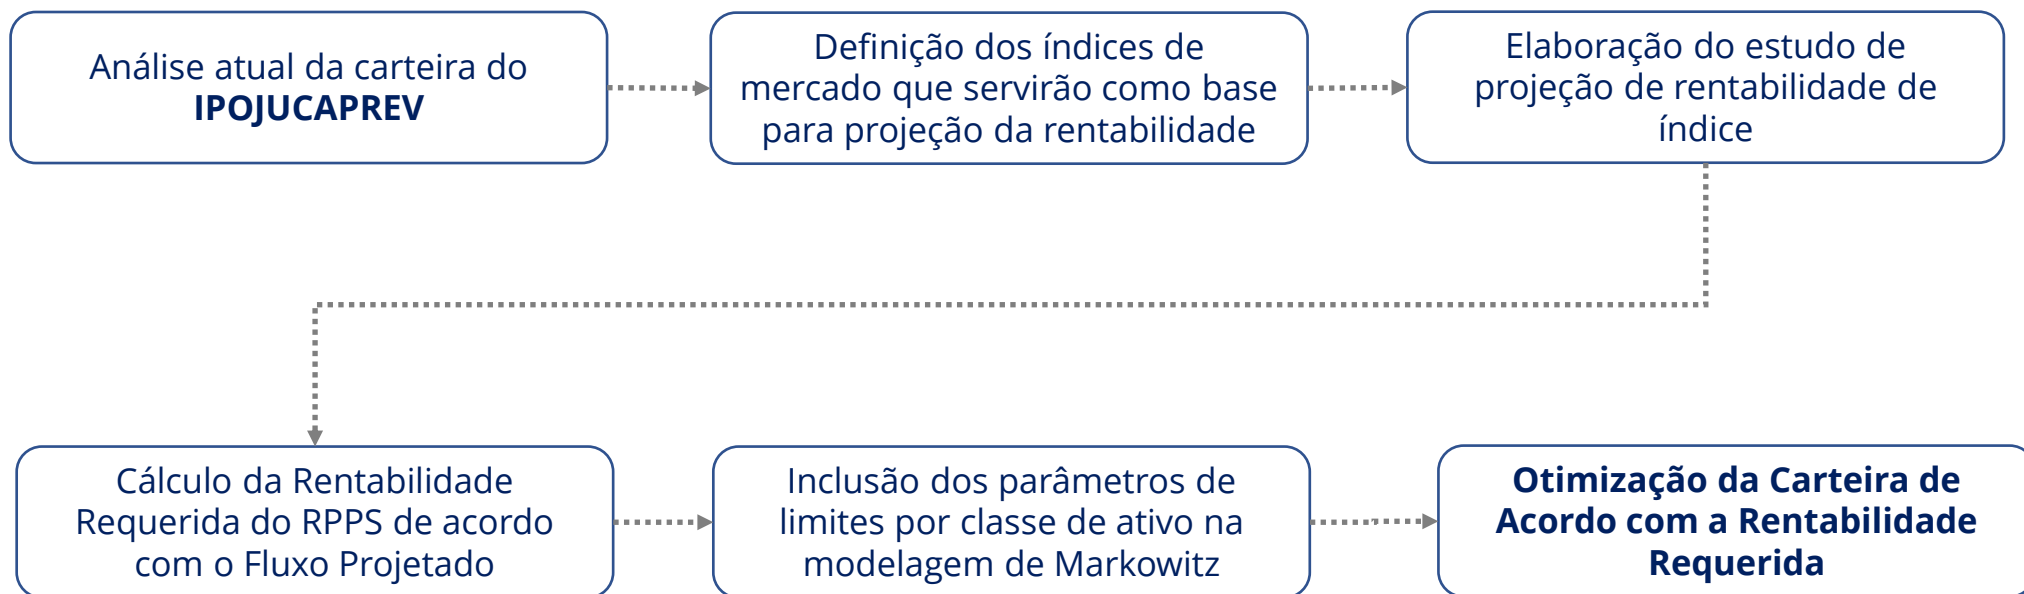 Análise atual da carteira do
IPOJUCAPREV
Definição dos índices de
mercado que servirão como base
para projeção da rentabilidade
Elaboração do estudo de
projeção de rentabilidade de
índice
Cálculo da Rentabilidade
Requerida do RPPS de acordo
com o Fluxo Projetado
Inclusão dos parâmetros de
limites por classe de ativo na
modelagem de Markowitz
Otimização da Carteira de
Acordo com a Rentabilidade
Requerida